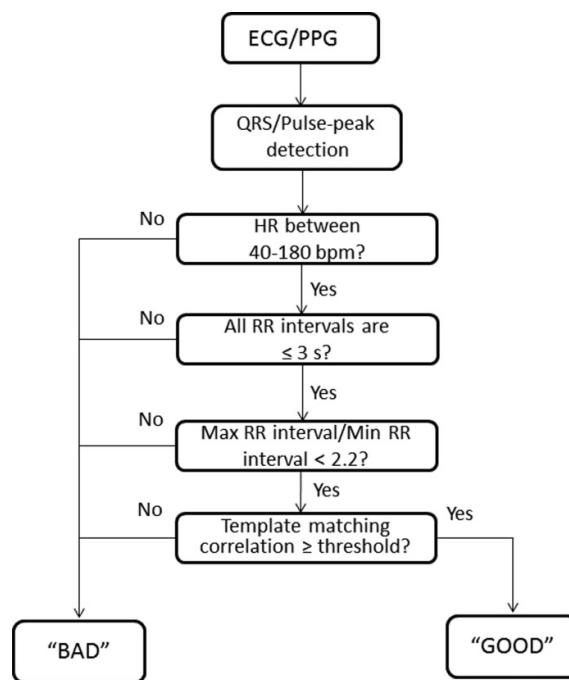 ECG/PPG
QRS/Pulse-peak
detection
No
HR between
40-180 bpm?
Yes
No
All RR intervals are
≤ 3 s?
Yes
No
Max RR interval/Min RR
interval < 2.2?
Yes
No
Template matching
correlation ≥ threshold?
Yes
“BAD”
“GOOD”